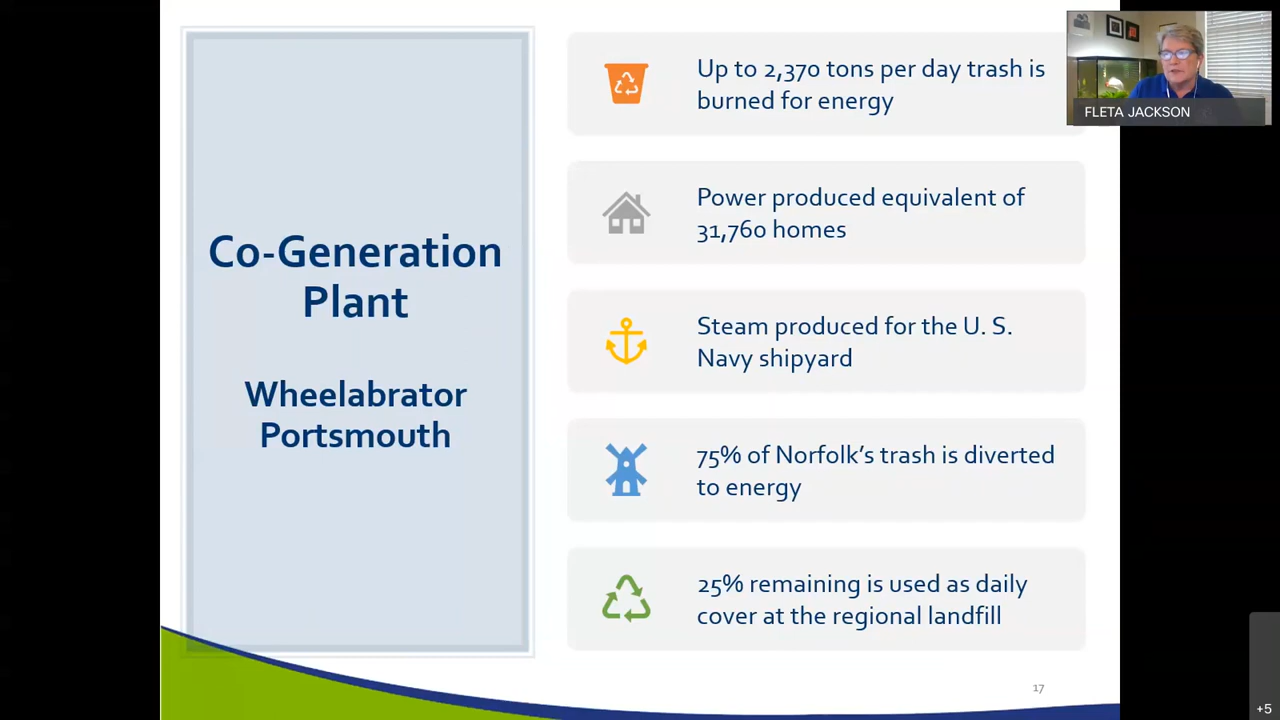 Co-Generation
Plant
Wheelabrator
Portsmouth
Up to 2,370 tons per day trash is
burned for energy
Power produced equivalent of
31,760 homes
Steam produced for the U. S.
Navy shipyard
75% of Norfolk’s trash is diverted
to energy
25% remaining is used as daily
cover at the regional landfill
17
FLETA JACKSON
+5